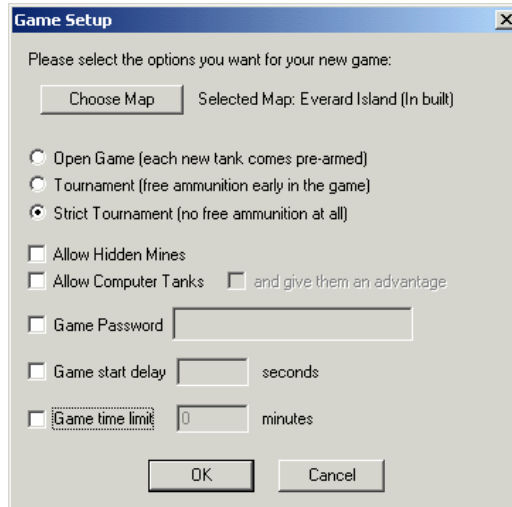 Game Setup
Please select the options you want for your new game:
Choose Map Selected Map: Everard Island (In built)
Open Game (each new tank comes pre-armed)
Tournament (free ammunition early in the game)
Strict Tournament (no free ammunition at all)
Allow Hidden Mines
Allow Computer Tanks and give them an advantage
Game Password
Game start delay seconds
Game time limit 0 minutes
OK Cancel